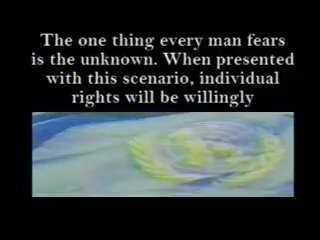 The one thing every man fears
is the unknown. When presented
with this scenario, individual
rights will be willingly